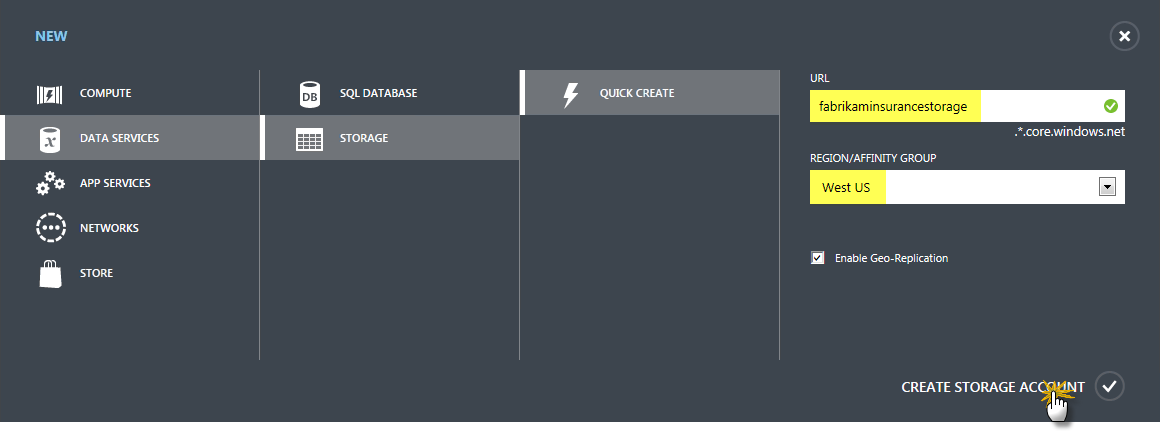 NEW
COMPUTE
DATA SERVICES
APP SERVICES
NETWORKS
STORE
DB
SQL DATABASE
STORAGE
QUICK CREATE
URL
fabrikaminsurancestorage
.*.core.windows.net
REGION/AFFINITY GROUP
West US
Enable Geo-Replication
CREATE STORAGE ACCOUNT